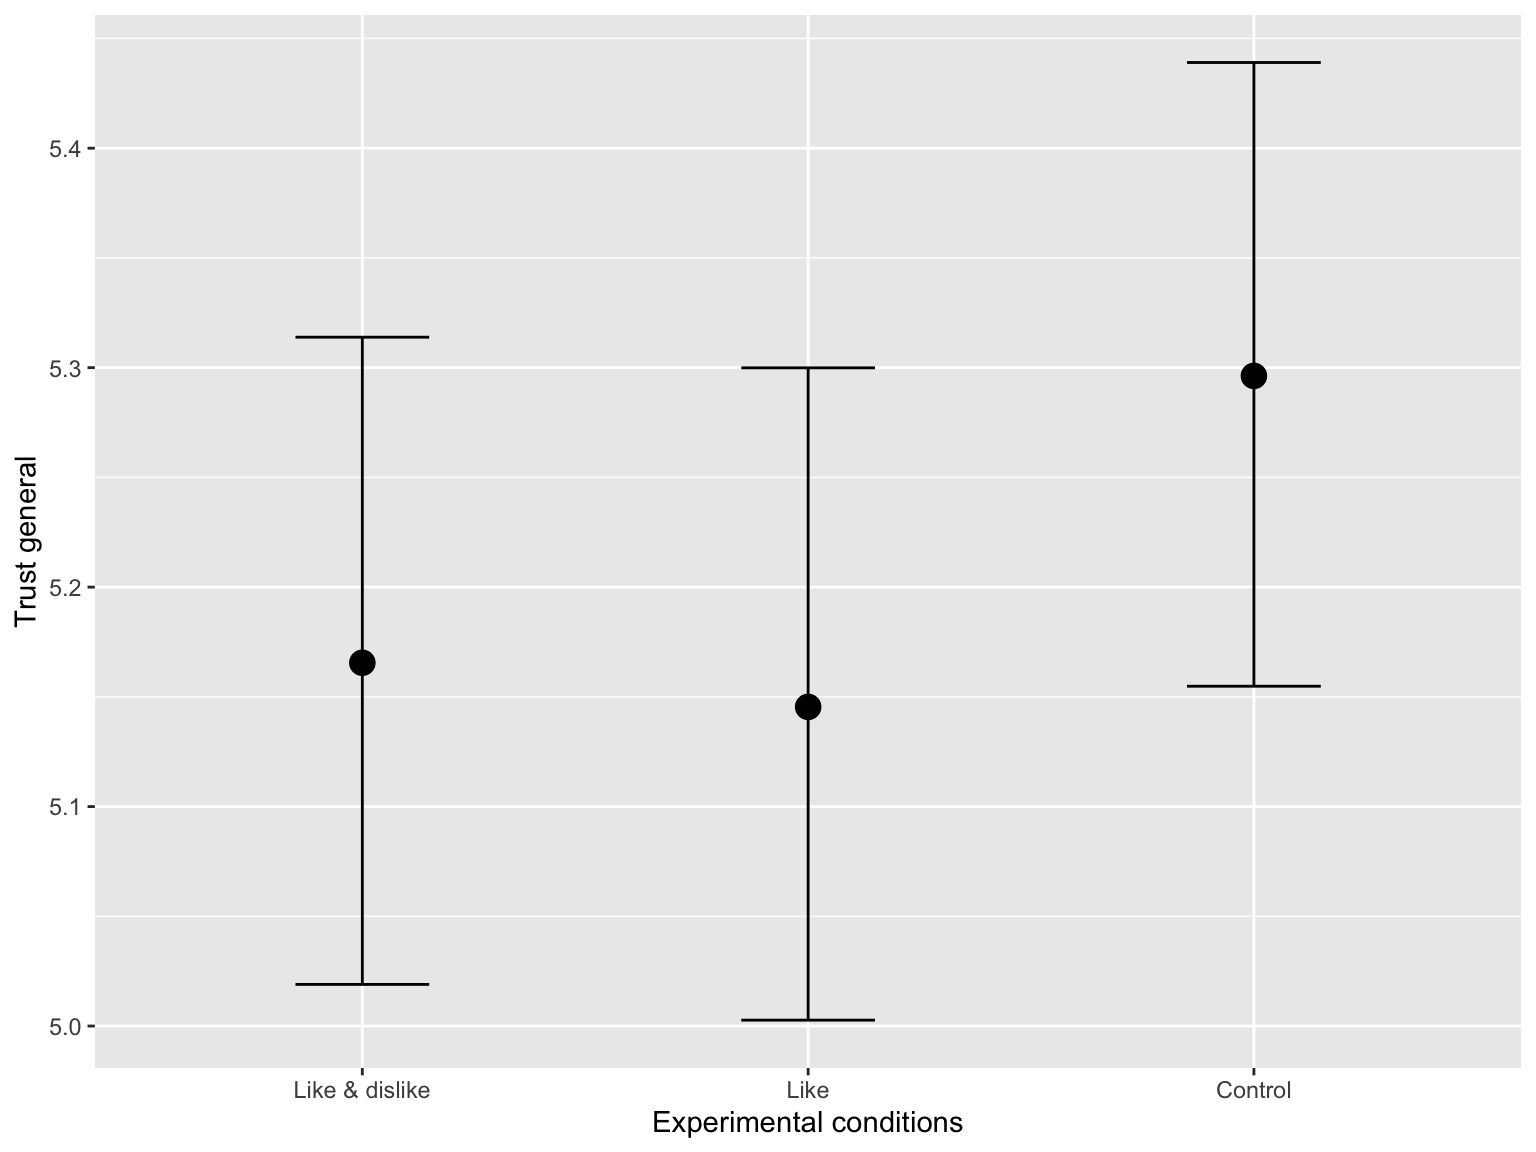 Trust general
5.4
5.3
5.2
5.1
5.0
Like & dislike
Like
Control
Experimental conditions